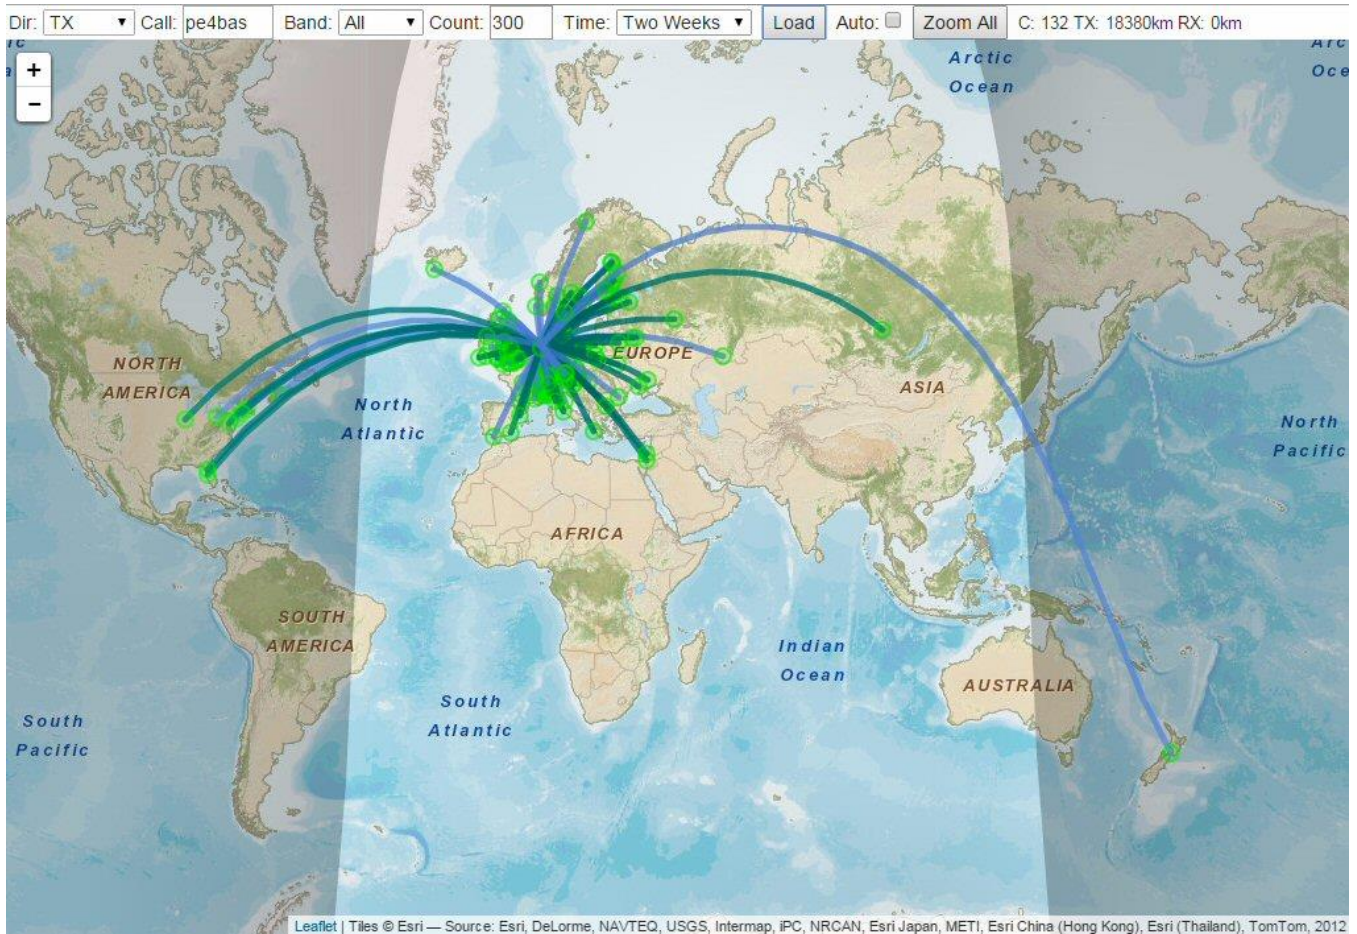 Dir: TX Call: pe4bas Band: All Count: 300 Time: Two Weeks Load Auto: Zoom All C: 132 TX: 18380km RX: 0km
+
−
Arctic
Ocean
NORTH
AMERICA
EUROPE
ASIA
North
Atlantic
North
Pacific
AFRICA
SOUTH
AMERICA
Indian
Ocean
AUSTRALIA
South
Atlantic
South
Pacific
Leaflet | Tiles © Esri — Source: Esri, DeLorme, NAVTEQ, USGS, Intermap, iPC, NRCAN, Esri Japan, METI, Esri China (Hong Kong), Esri (Thailand), TomTom, 2012